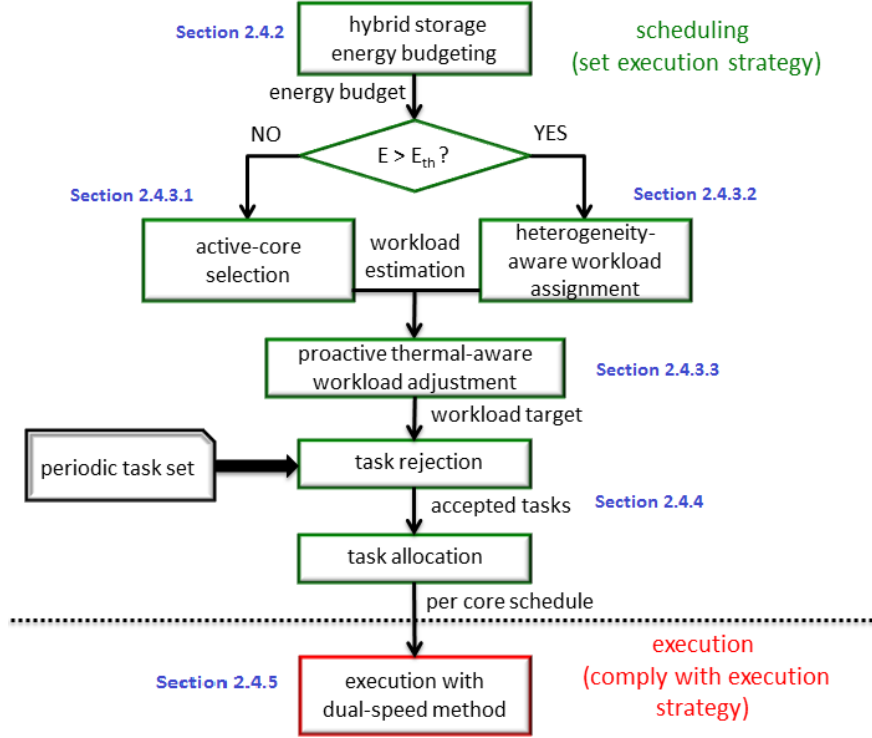 Section 2.4.2
hybrid storage
energy budgeting
scheduling
(set execution strategy)
energy budget
NO
YES
E > Eth ?
Section 2.4.3.1
Section 2.4.3.2
active-core
selection
workload
estimation
heterogeneity-
aware workload
assignment
proactive thermal-aware
workload adjustment
Section 2.4.3.3
workload target
periodic task set
task rejection
accepted tasks
Section 2.4.4
task allocation
per core schedule
execution
(comply with execution
strategy)
Section 2.4.5
execution with
dual-speed method